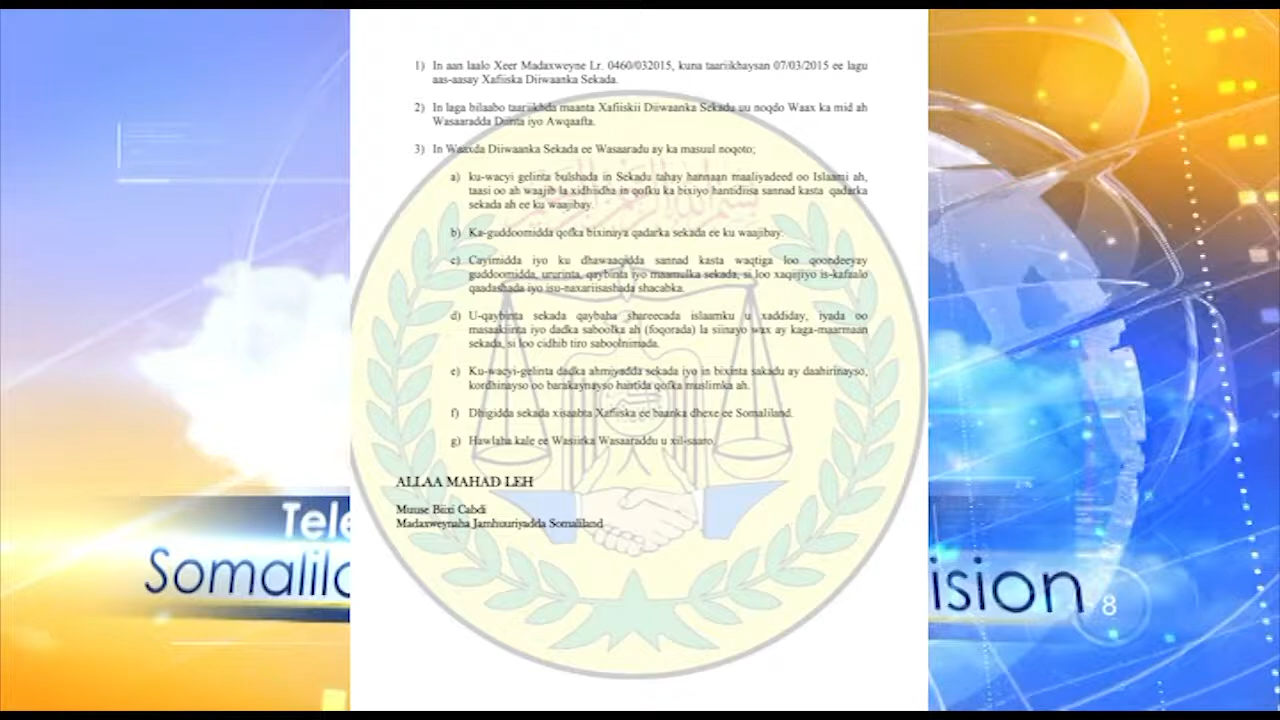 1) In aan laalo Xeer Madaxweyne Lr. 0460/032015, kuna taariikhaysan 07/03/2015 ee lagu
aas-aasay Xafiiska Diiwaanka Sekada.
2) In laga bilaabo taariikhda maanta Xafiiskii Diiwaanka Sekadu uu noqdo Waax ka mid ah
Wasaaradda Diinta iyo Awqaafta.
3) In Waaxda Diiwaanka Sekada ee Wasaaradu ay ka masuul noqoto;
a) ku-wacyi gelinta bulshada in Sekadu tahay hannaan maaliyadeed oo Islaami ah,
taasi oo ah waajib la xidhiidha in qofku ka bixiyo hantidiisa sannad kasta qadarka
sekada ah ee ku waajibay.
b) Ka-guddoomidda qofka bixinaya qadarka sekada ee ku waajibay.
c) Cayimidda iyo ku dhawaaqidda sannad kasta waqtiga loo qoondeeyay
guddoomidda, ururinta, qaybinta iyo maamulka sekada, si loo xaqiijiyo is-kafaalo
qaadashada iyo isu-naxariisashada shacabka.
d) U-qaybinta sekada qaybaha shareecada islaamku u xaddiday, iyada oo
masaakiinta iyo dadka saboolka ah (foqorada) la siinayo wax ay kaga-maarmaan
sekada, si loo cidhib tiro saboolnimada.
e) Ku-wacyi-gelinta dadka ahmiyadda sekada iyo in bixinta sakadu ay daahirinayso,
kordhinayso oo barakaynayso hantida qofka muslimka ah.
f) Dhigidda sekada xisaabta Xafiiska ee baanka dhexe ee Somaliland.
g) Hawlaha kale ee Wasiirka Wasaaraddu u xil-saaro.
ALLAA MAHAD LEH
Muuse Biixi Cabdi
Madaxweynaha Jamhuuriyadda Somaliland
بسم الله الرحمن الرحيم
Tele
Somalila
ision
8